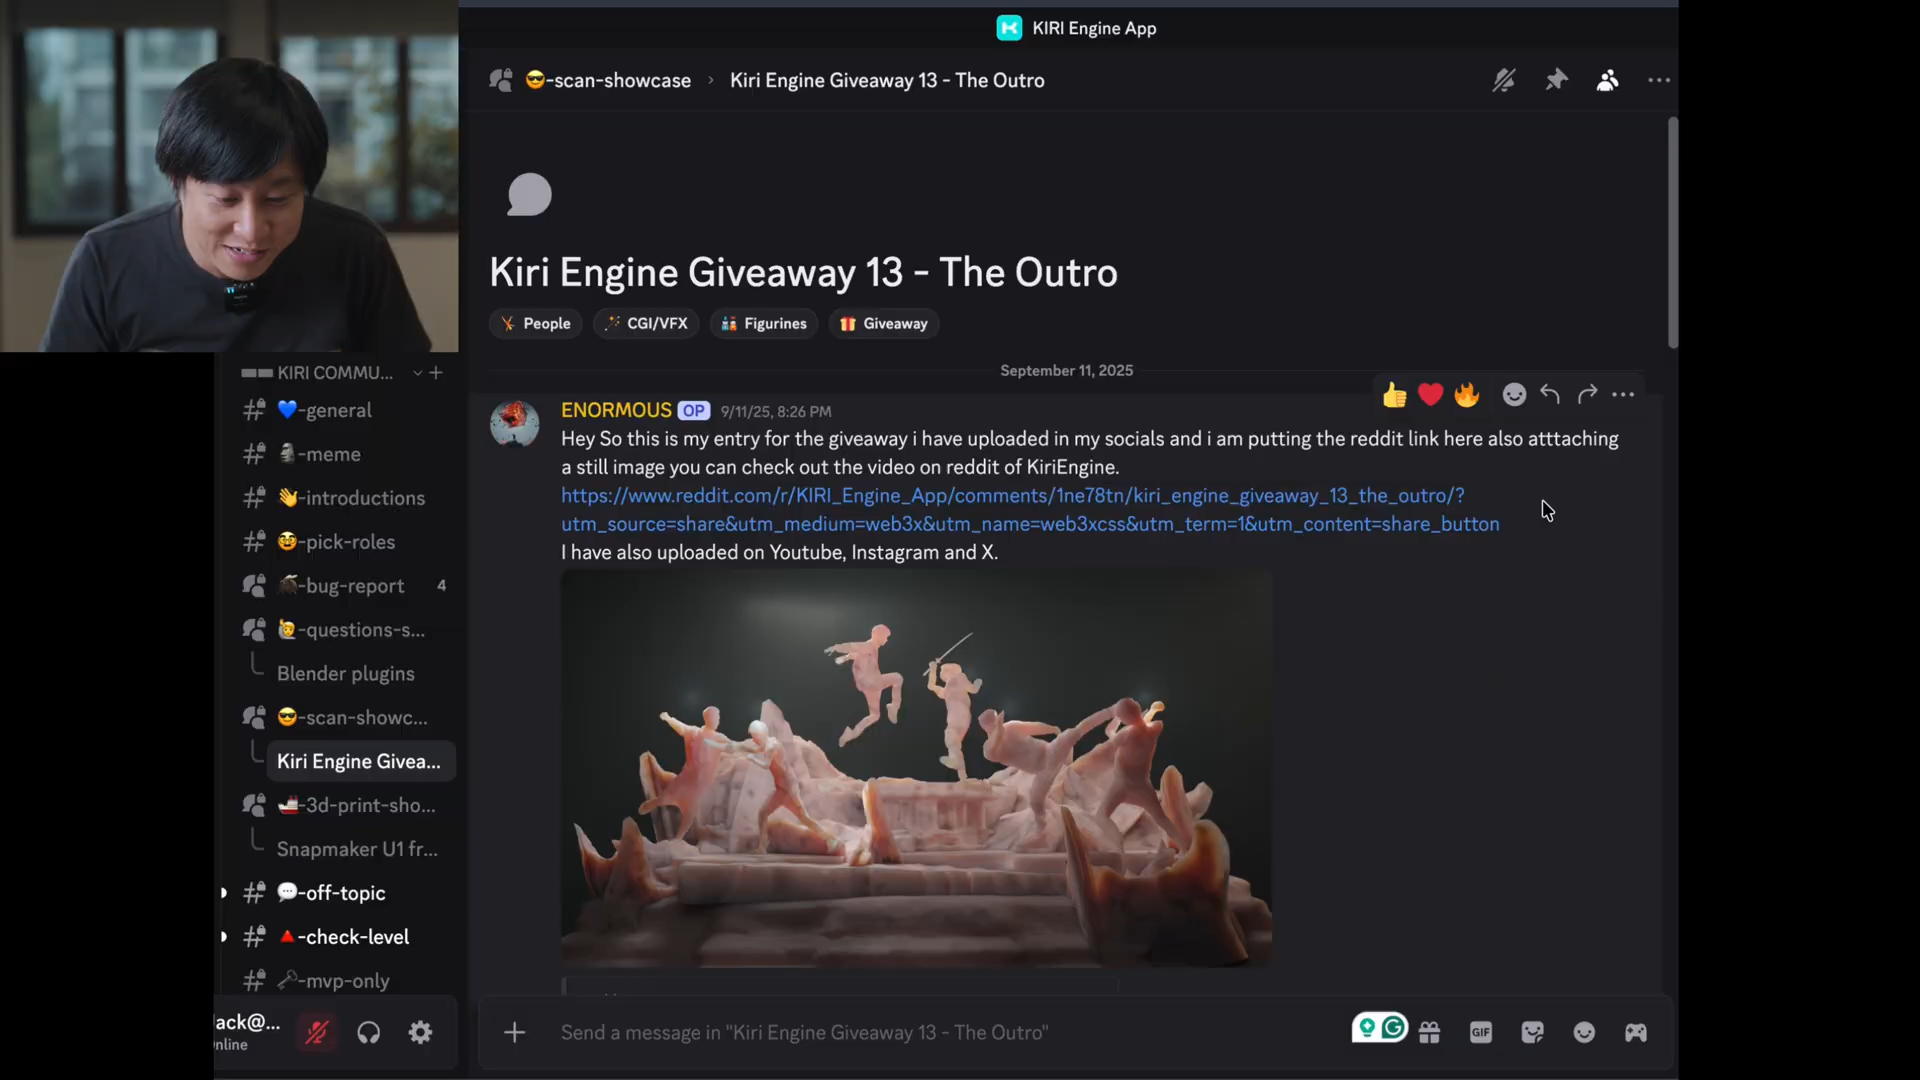 KIRI Engine App
-scan-showcase › Kiri Engine Giveaway 13 - The Outro
Kiri Engine Giveaway 13 - The Outro
People
CGI/VFX
Figurines
Giveaway
September 11, 2025
ENORMOUS OP 9/11/25, 8:26 PM
Hey So this is my entry for the giveaway i have uploaded in my socials and i am putting the reddit link here also atttaching
a still image you can check out the video on reddit of KiriEngine.
https://www.reddit.com/r/KIRI_Engine_App/comments/1ne78tn/kiri_engine_giveaway_13_the_outro/?
utm_source=share&utm_medium=web3x&utm_name=web3xcss&utm_term=1&utm_content=share_button
I have also uploaded on Youtube, Instagram and X.
KIRI COMMU...
-general
-meme
-introductions
-pick-roles
-bug-report 4
-questions-s...
Blender plugins
-scan-showc...
Kiri Engine Givea...
-3d-print-sho...
Snapmaker U1 fr...
-off-topic
-check-level
-mvp-only
ack@...
nline
Send a message in "Kiri Engine Giveaway 13 - The Outro"
GIF